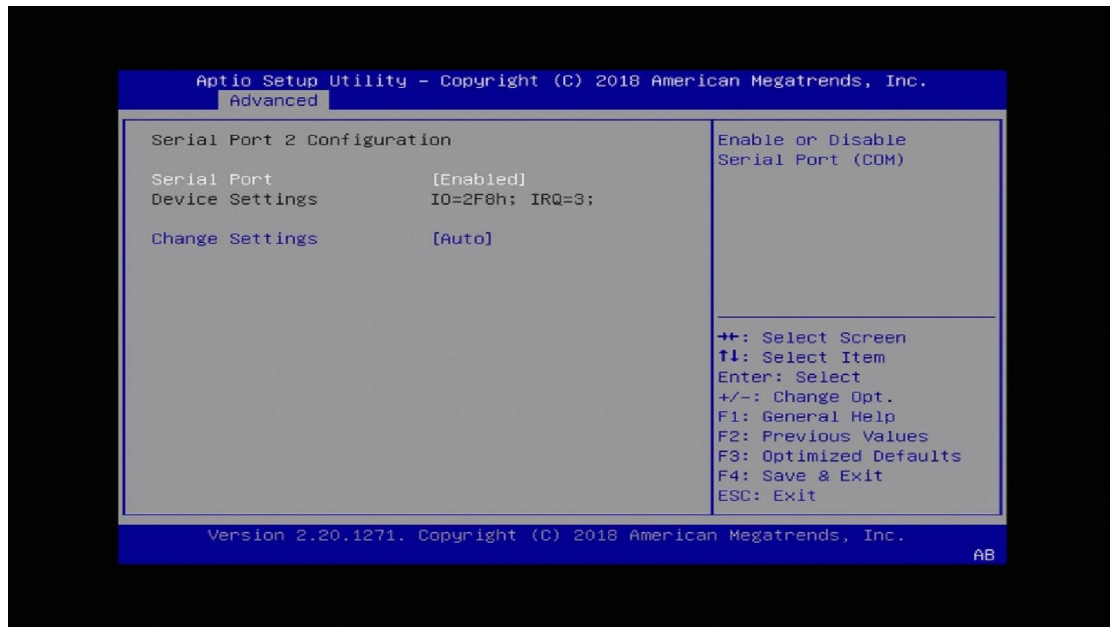 Aptio Setup Utility – Copyright (C) 2018 American Megatrends, Inc.
Advanced
Serial Port 2 Configuration
Serial Port [Enabled]
Device Settings IO=2F8h; IRQ=3;
Change Settings [Auto]
Enable or Disable
Serial Port (COM)
→←: Select Screen
↑↓: Select Item
Enter: Select
+/-: Change Opt.
F1: General Help
F2: Previous Values
F3: Optimized Defaults
F4: Save & Exit
ESC: Exit
Version 2.20.1271. Copyright (C) 2018 American Megatrends, Inc.
AB